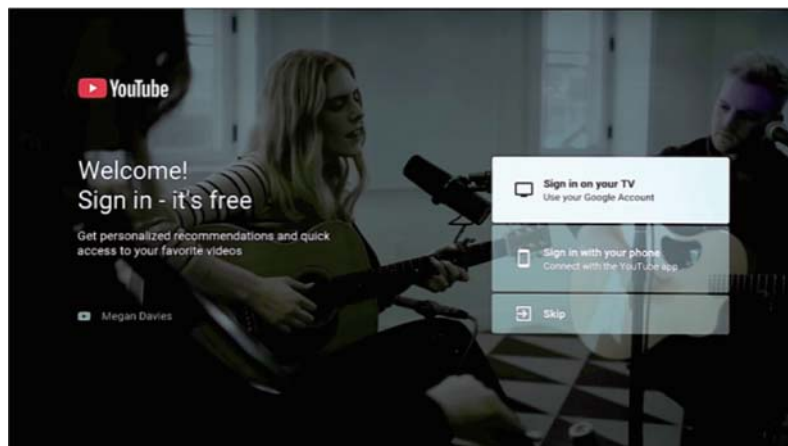 YouTube
Welcome!
Sign in - it's free
Get personalized recommendations and quick
access to your favorite videos
Megan Davies
Sign in on your TV
Use your Google Account
Sign in with your phone
Connect with the YouTube app
Skip